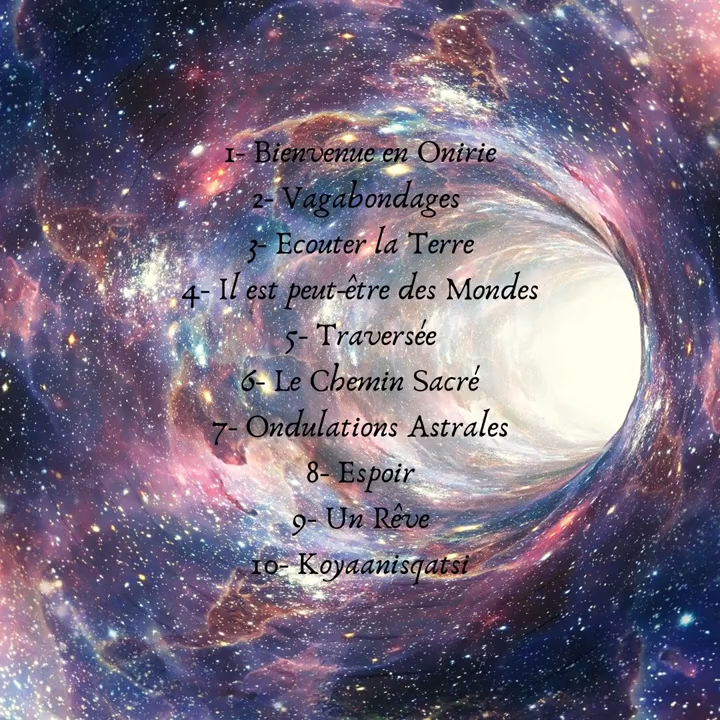 1- Bienvenue en Onirie
2- Vagabondages
3- Ecouter la Terre
4- Il est peut-être des Mondes
5- Traversée
6- Le Chemin Sacré
7- Ondulations Astrales
8- Espoir
9- Un Rêve
10- Koyaanisqatsi